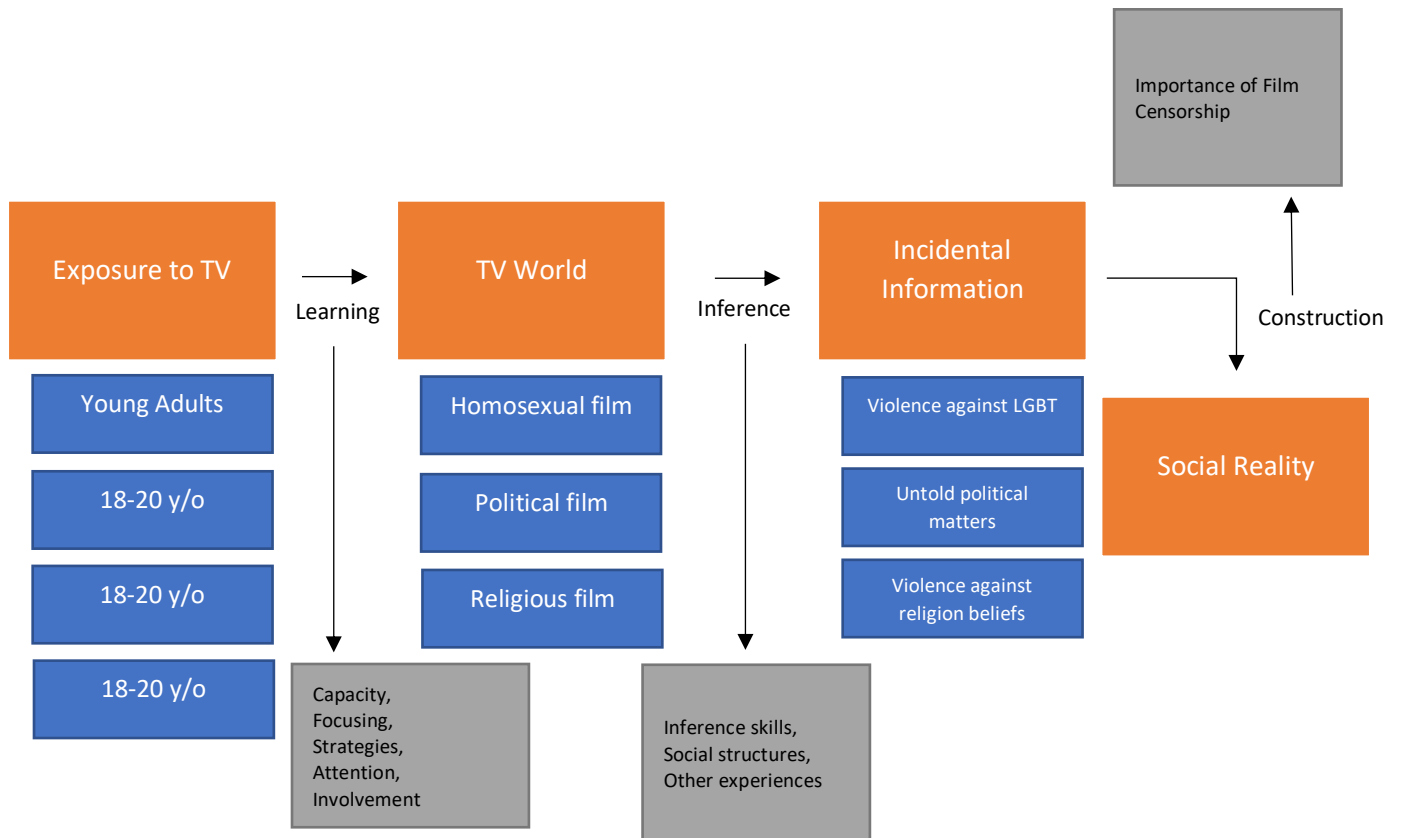 Importance of Film
Censorship
Exposure to TV
Learning
TV World
Inference
Incidental
Information
Construction
Social Reality
Young Adults
18-20 y/o
18-20 y/o
18-20 y/o
Homosexual film
Political film
Religious film
Violence against LGBT
Untold political
matters
Violence against
religion beliefs
Capacity,
Focusing,
Strategies,
Attention,
Involvement
Inference skills,
Social structures,
Other experiences